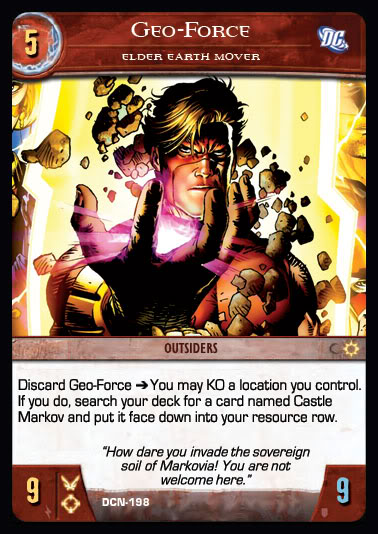 5
Geo-Force
DC
ELDER EARTH MOVER
OUTSIDERS
C
Discard Geo-Force ➔ You may KO a location you control.
If you do, search your deck for a card named Castle
Markov and put it face down into your resource row.
"How dare you invade the sovereign
soil of Markovia! You are not
welcome here."
9
DCN-198
9